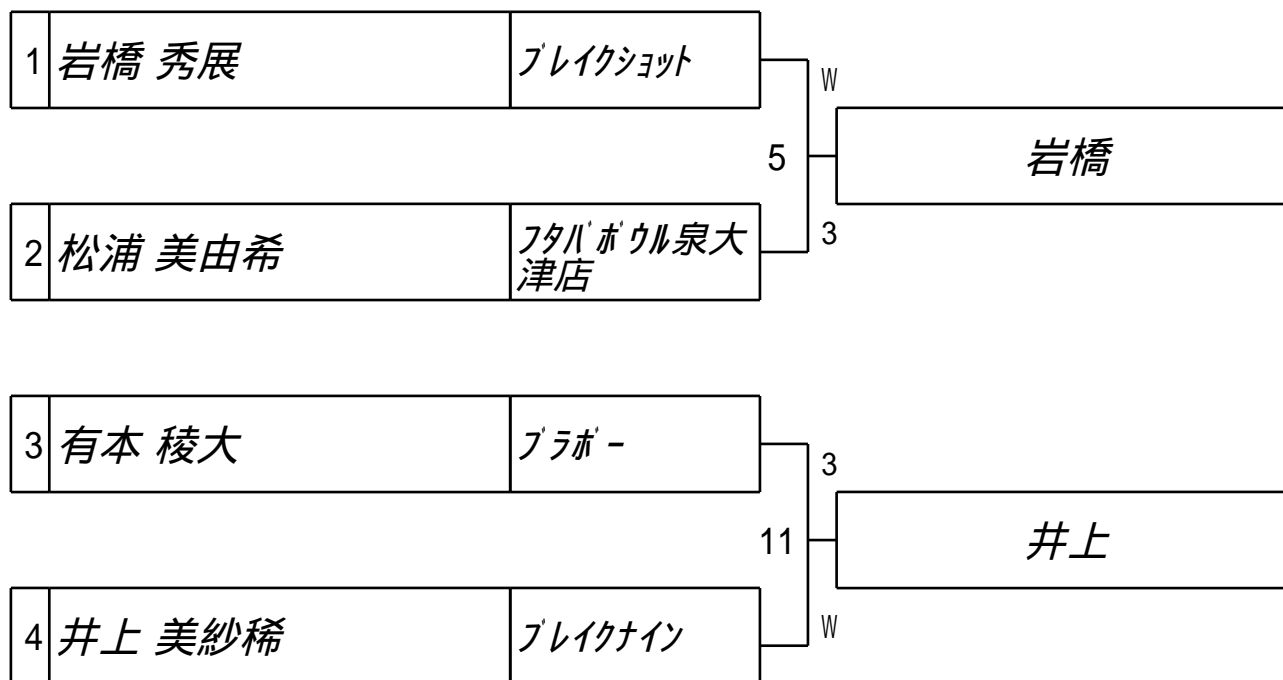 1 岩橋 秀展 ﾌﾞﾚｲｸｼｮｯﾄ
W
5 岩橋
2 松浦 美由希 ﾌﾀﾊﾞﾎﾞｳﾙ泉大
津店
3
3 有本 稜大 ﾌﾞﾗﾎﾞｰ
3
11 井上
4 井上 美紗稀 ﾌﾞﾚｲｸﾅｲﾝ
W